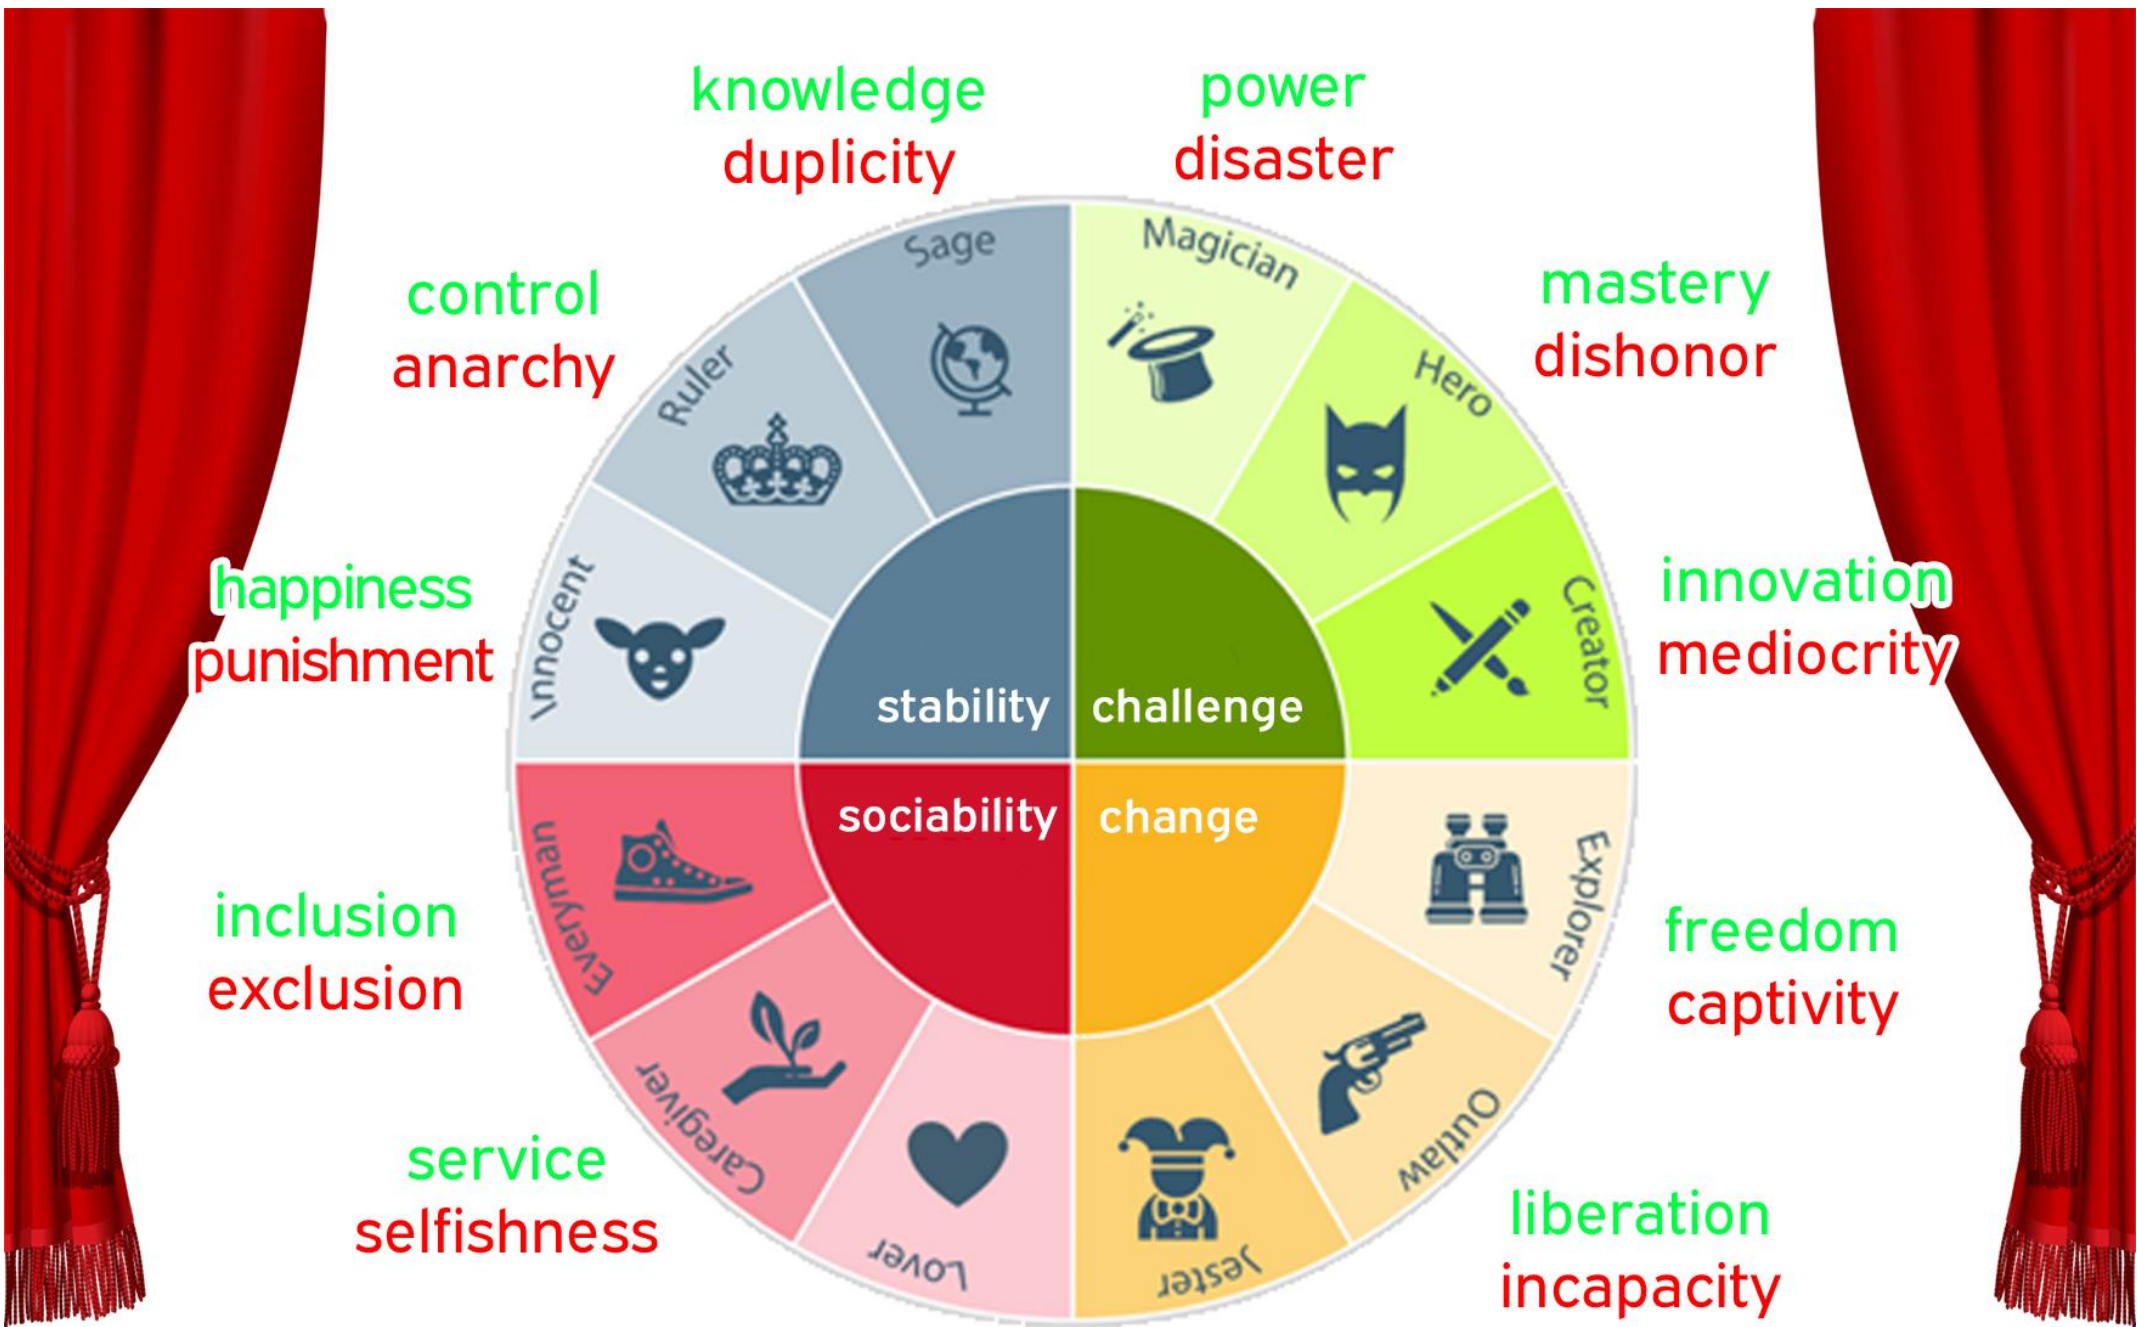 knowledge
duplicity
power
disaster
control
anarchy
mastery
dishonor
happiness
punishment
innovation
mediocrity
inclusion
exclusion
freedom
captivity
service
selfishness
liberation
incapacity
Sage
Magician
Ruler
Hero
Innocent
Creator
stability
challenge
sociability
change
Everyman
Explorer
Caregiver
Outlaw
Lover
Jester